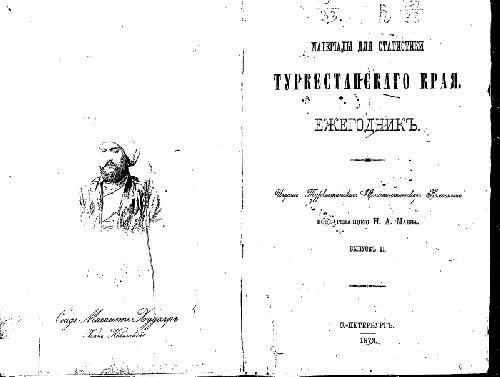 Сеидъ Магаметъ Худояръ
Ханъ Коканскій
МАТЕРІАЛЫ ДЛЯ СТАТИСТИКИ
ТУРКЕСТАНСКАГО КРАЯ.
ЕЖЕГОДНИКЪ.
Изданіе Туркестанскаго Статистическаго Комитета
ПОДЪ РЕДАКЦІЕЮ Н. А. МАЕВА.
ВЫПУСКЪ II.
С.-ПЕТЕРБУРГЪ.
1873.